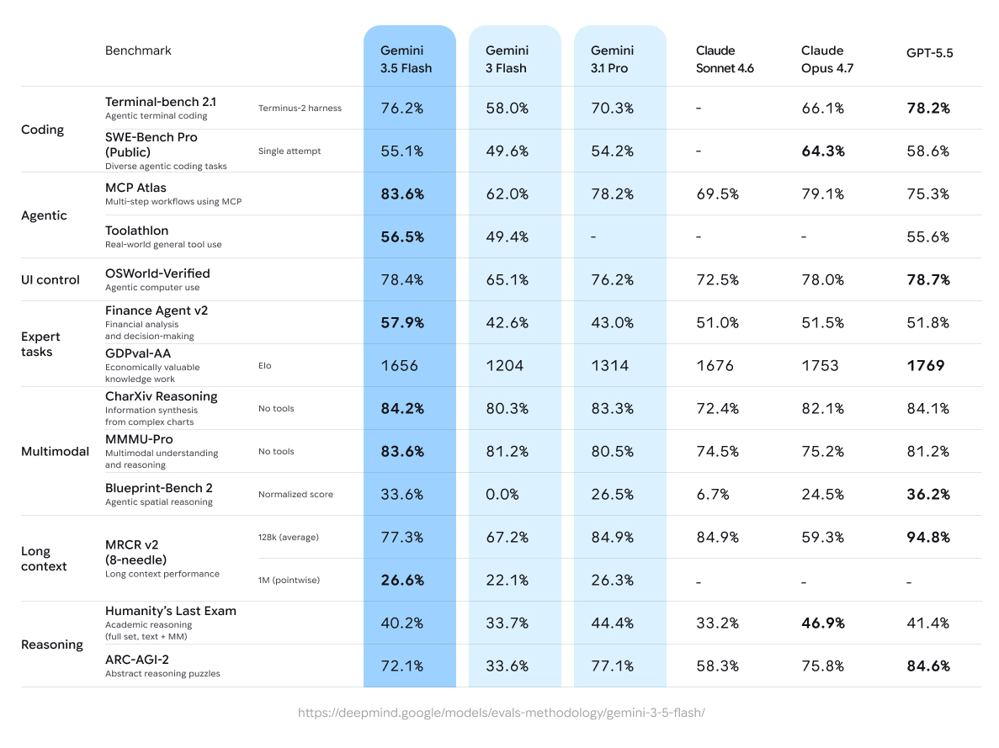 Benchmark Gemini 3.5 Flash Gemini 3 Flash Gemini 3.1 Pro Claude Sonnet 4.6 Claude Opus 4.7 GPT-5.5
Coding
Terminal-bench 2.1 Terminus-2 harness 76.2% 58.0% 70.3% - 66.1% 78.2%
Agentic terminal coding
SWE-Bench Pro
(Public) Single attempt 55.1% 49.6% 54.2% - 64.3% 58.6%
Diverse agentic coding tasks
Agentic
MCP Atlas 83.6% 62.0% 78.2% 69.5% 79.1% 75.3%
Multi-step workflows using MCP
Toolathlon 56.5% 49.4% - - - 55.6%
Real-world general tool use
UI control
OSWorld-Verified 78.4% 65.1% 76.2% 72.5% 78.0% 78.7%
Agentic computer use
Expert
tasks
Finance Agent v2 57.9% 42.6% 43.0% 51.0% 51.5% 51.8%
Financial analysis
and decision-making
GDPval-AA Elo 1656 1204 1314 1676 1753 1769
Economically valuable
knowledge work
Multimodal
CharXiv Reasoning No tools 84.2% 80.3% 83.3% 72.4% 82.1% 84.1%
Information synthesis
from complex charts
MMMU-Pro No tools 83.6% 81.2% 80.5% 74.5% 75.2% 81.2%
Multimodal understanding
and reasoning
Blueprint-Bench 2 Normalized score 33.6% 0.0% 26.5% 6.7% 24.5% 36.2%
Agentic spatial reasoning
Long
context
MRCR v2
(8-needle)
Long context performance
128k (average) 77.3% 67.2% 84.9% 84.9% 59.3% 94.8%
1M (pointwise) 26.6% 22.1% 26.3% - - -
Reasoning
Humanity's Last Exam 40.2% 33.7% 44.4% 33.2% 46.9% 41.4%
Academic reasoning
(full set, text + MM)
ARC-AGI-2 72.1% 33.6% 77.1% 58.3% 75.8% 84.6%
Abstract reasoning puzzles
https://deepmind.google/models/evals-methodology/gemini-3-5-flash/